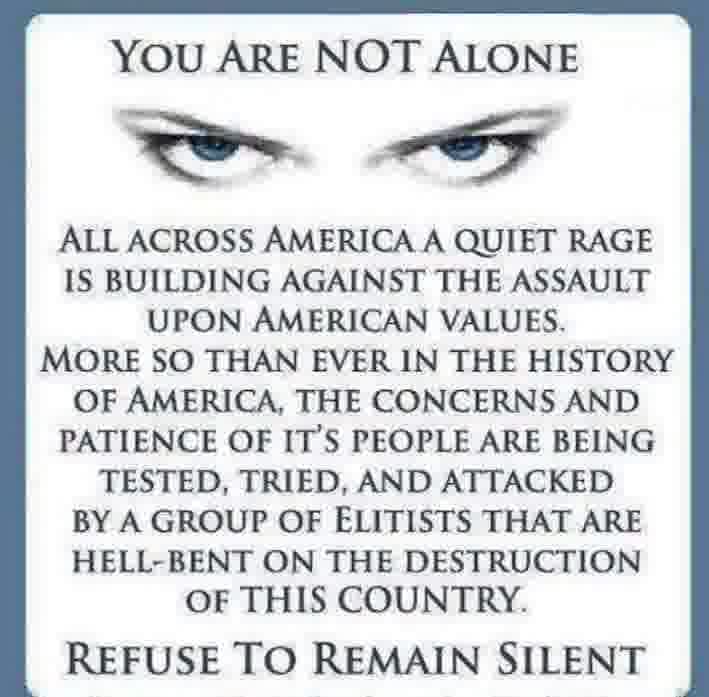 YOU ARE NOT ALONE
ALL ACROSS AMERICA A QUIET RAGE
IS BUILDING AGAINST THE ASSAULT
UPON AMERICAN VALUES.
MORE SO THAN EVER IN THE HISTORY
OF AMERICA, THE CONCERNS AND
PATIENCE OF IT'S PEOPLE ARE BEING
TESTED, TRIED, AND ATTACKED
BY A GROUP OF ELITISTS THAT ARE
HELL-BENT ON THE DESTRUCTION
OF THIS COUNTRY.
REFUSE TO REMAIN SILENT